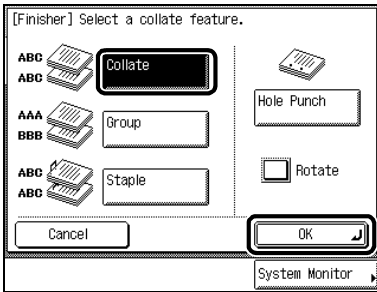 [Finisher] Select a collate feature.
ABC
ABC
Collate
AAA
BBB
Group
ABC
ABC
Staple
Hole Punch
Rotate
Cancel
OK
System Monitor